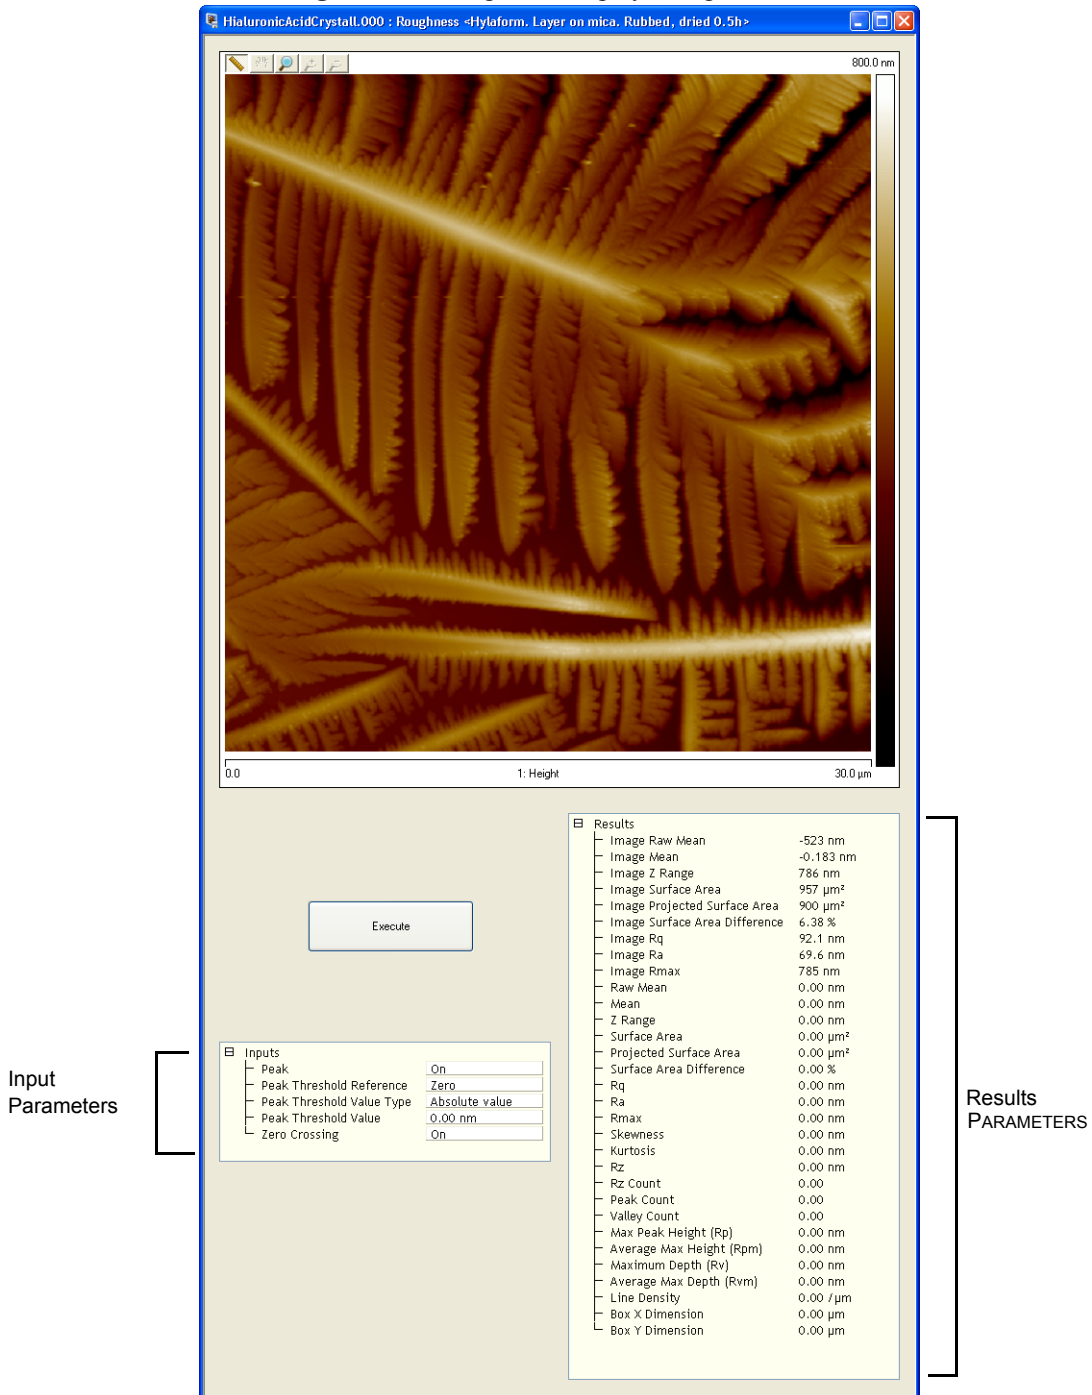 HialuronicAcidCrystall.000 : Roughness <Hylaform. Layer on mica. Rubbed, dried 0.5h>
800.0 nm
0.0 1: Height 30.0 µm
Execute
Inputs
Peak On
Peak Threshold Reference Zero
Peak Threshold Value Type Absolute value
Peak Threshold Value 0.00 nm
Zero Crossing On
Input
Parameters
Results
Image Raw Mean -523 nm
Image Mean -0.183 nm
Image Z Range 786 nm
Image Surface Area 957 µm²
Image Projected Surface Area 900 µm²
Image Surface Area Difference 6.38 %
Image Rq 92.1 nm
Image Ra 69.6 nm
Image Rmax 785 nm
Raw Mean 0.00 nm
Mean 0.00 nm
Z Range 0.00 nm
Surface Area 0.00 µm²
Projected Surface Area 0.00 µm²
Surface Area Difference 0.00 %
Rq 0.00 nm
Ra 0.00 nm
Rmax 0.00 nm
Skewness 0.00 nm
Kurtosis 0.00 nm
Rz 0.00 nm
Rz Count 0.00
Peak Count 0.00
Valley Count 0.00
Max Peak Height (Rp) 0.00 nm
Average Max Height (Rpm) 0.00 nm
Maximum Depth (Rv) 0.00 nm
Average Max Depth (Rvm) 0.00 nm
Line Density 0.00 /µm
Box X Dimension 0.00 µm
Box Y Dimension 0.00 µm
Results
PARAMETERS